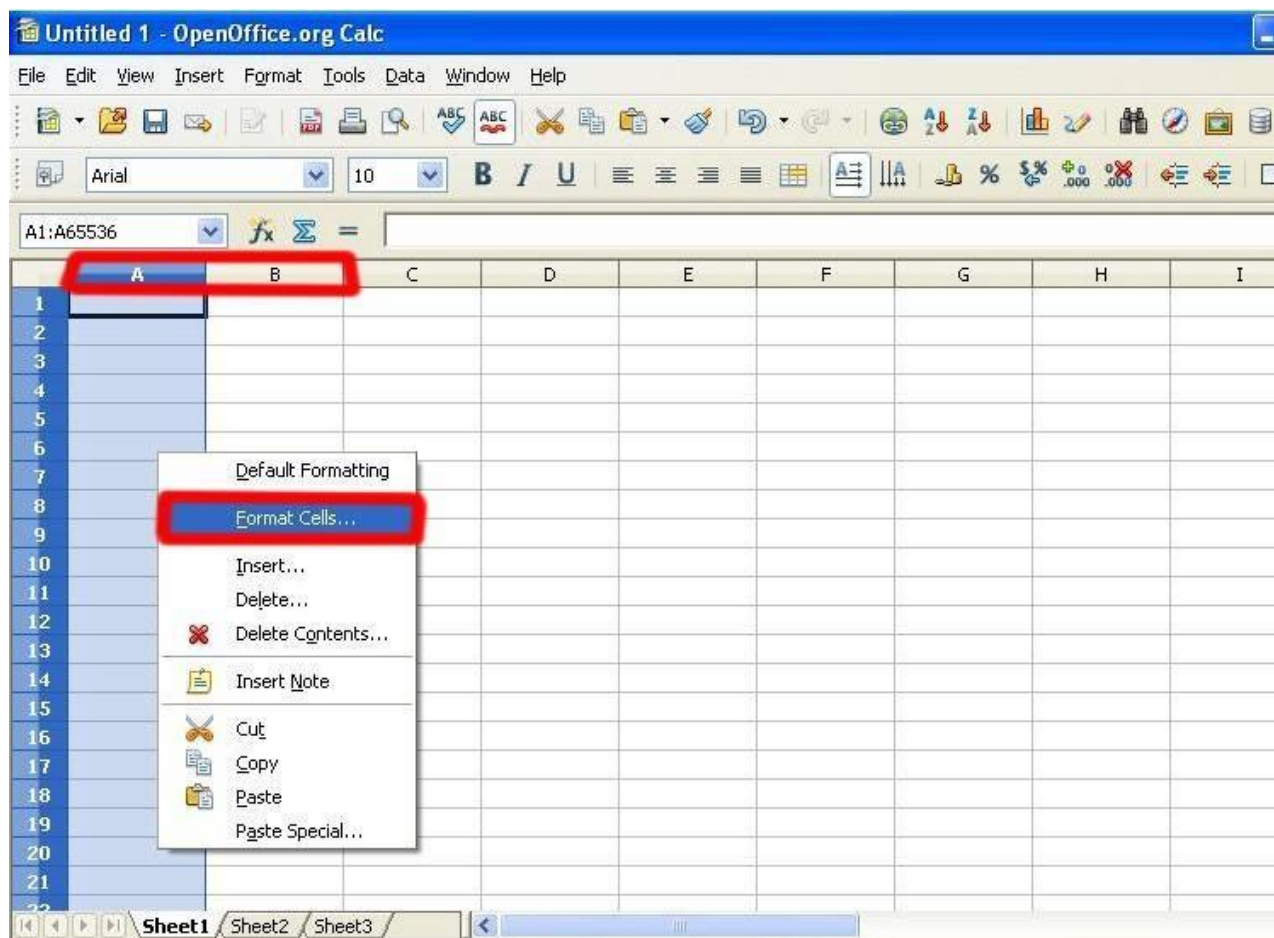 Untitled 1 - OpenOffice.org Calc
File Edit View Insert Format Tools Data Window Help
Arial 10 B I U
A1:A65536
A B C D E F G H I
1
2
3
4
5
6
7
8
9
10
11
12
13
14
15
16
17
18
19
20
21
22
Default Formatting
Format Cells...
Insert...
Delete...
Delete Contents...
Insert Note
Cut
Copy
Paste
Paste Special...
Sheet1 Sheet2 Sheet3